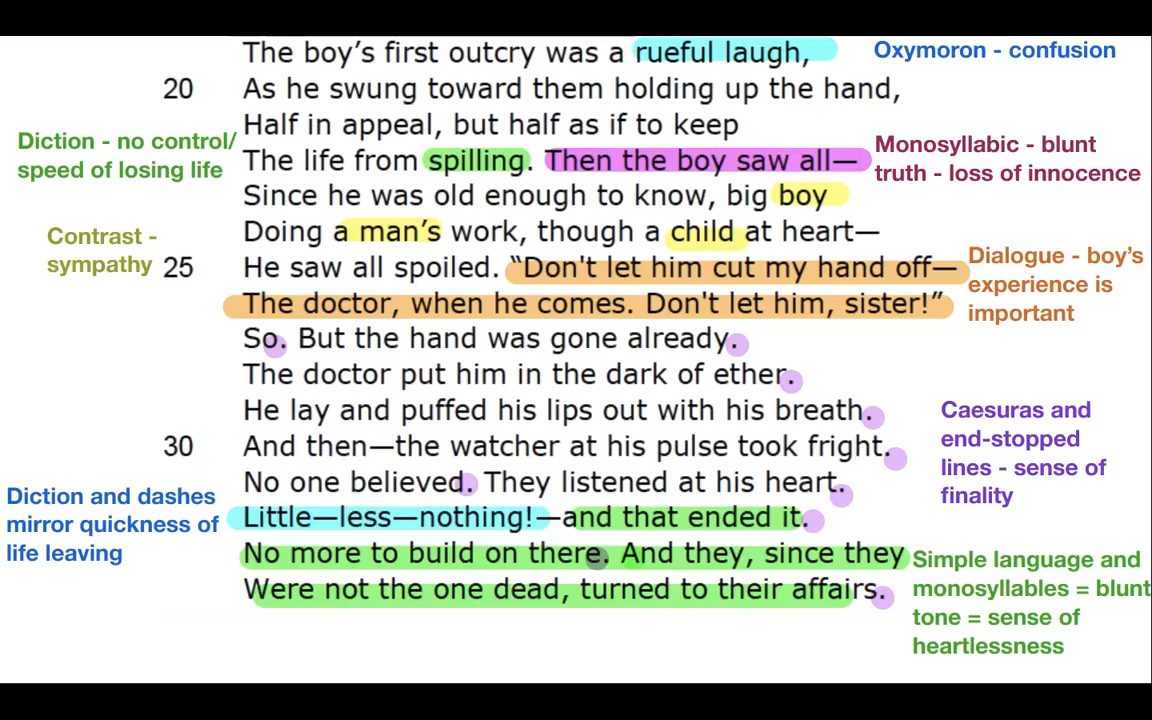 The boy's first outcry was a rueful laugh,
Oxymoron - confusion
20 As he swung toward them holding up the hand,
Half in appeal, but half as if to keep
Diction - no control/
speed of losing life
The life from spilling. Then the boy saw all—
Monosyllabic - blunt
truth - loss of innocence
Since he was old enough to know, big boy
Doing a man's work, though a child at heart—
Contrast -
sympathy
25 He saw all spoiled. “Don't let him cut my hand off—
The doctor, when he comes. Don't let him, sister!”
Dialogue - boy's
experience is
important
So. But the hand was gone already.
The doctor put him in the dark of ether.
He lay and puffed his lips out with his breath.
30 And then—the watcher at his pulse took fright.
No one believed. They listened at his heart.
Caesuras and
end-stopped
lines - sense of
finality
Little—less—nothing!—and that ended it.
Diction and dashes
mirror quickness of
life leaving
No more to build on there. And they, since they
Were not the one dead, turned to their affairs.
Simple language and
monosyllables = blunt
tone = sense of
heartlessness